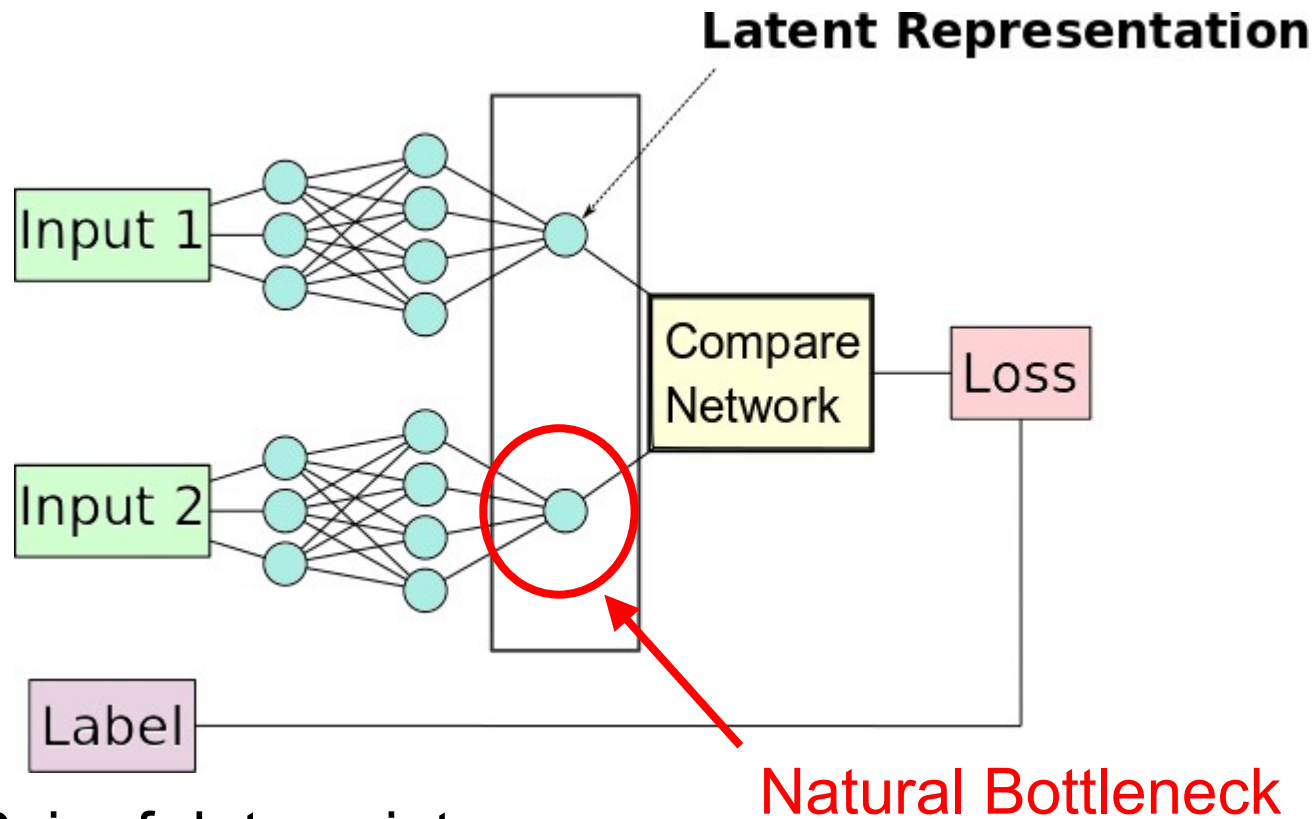 Latent Representation
Input 1
Compare
Network
Loss
Input 2
Label
Natural Bottleneck